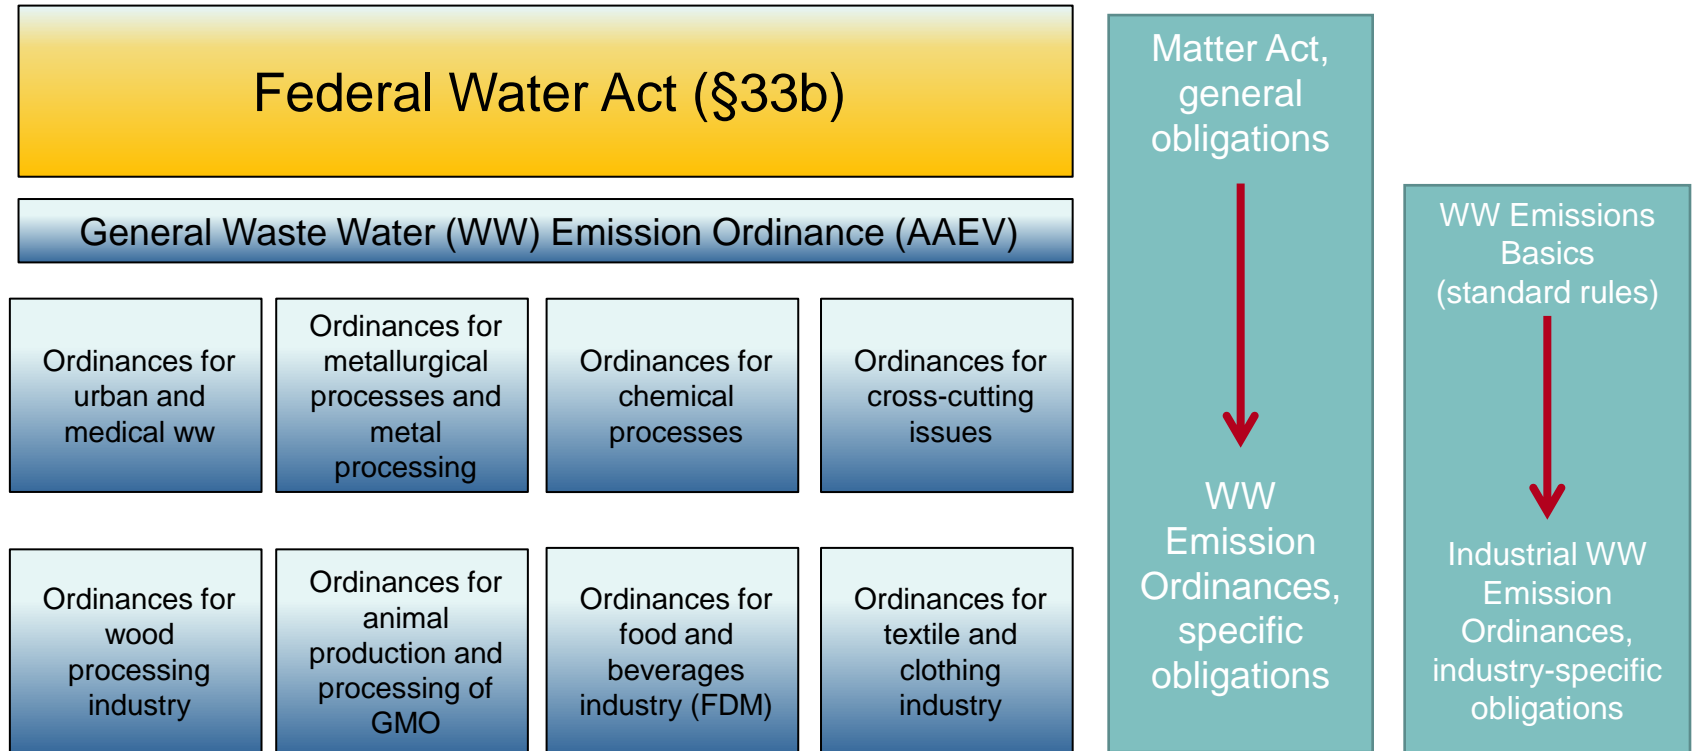 Federal Water Act (§33b)
General Waste Water (WW) Emission Ordinance (AAEV)
Ordinances for
urban and
medical ww
Ordinances for
metallurgical
processes and
metal
processing
Ordinances for
chemical
processes
Ordinances for
cross-cutting
issues
Ordinances for
wood
processing
industry
Ordinances for
animal
production and
processing of
GMO
Ordinances for
food and
beverages
industry (FDM)
Ordinances for
textile and
clothing
industry
Matter Act,
general
obligations
WW
Emission
Ordinances,
specific
obligations
WW Emissions
Basics
(standard rules)
Industrial WW
Emission
Ordinances,
industry-specific
obligations